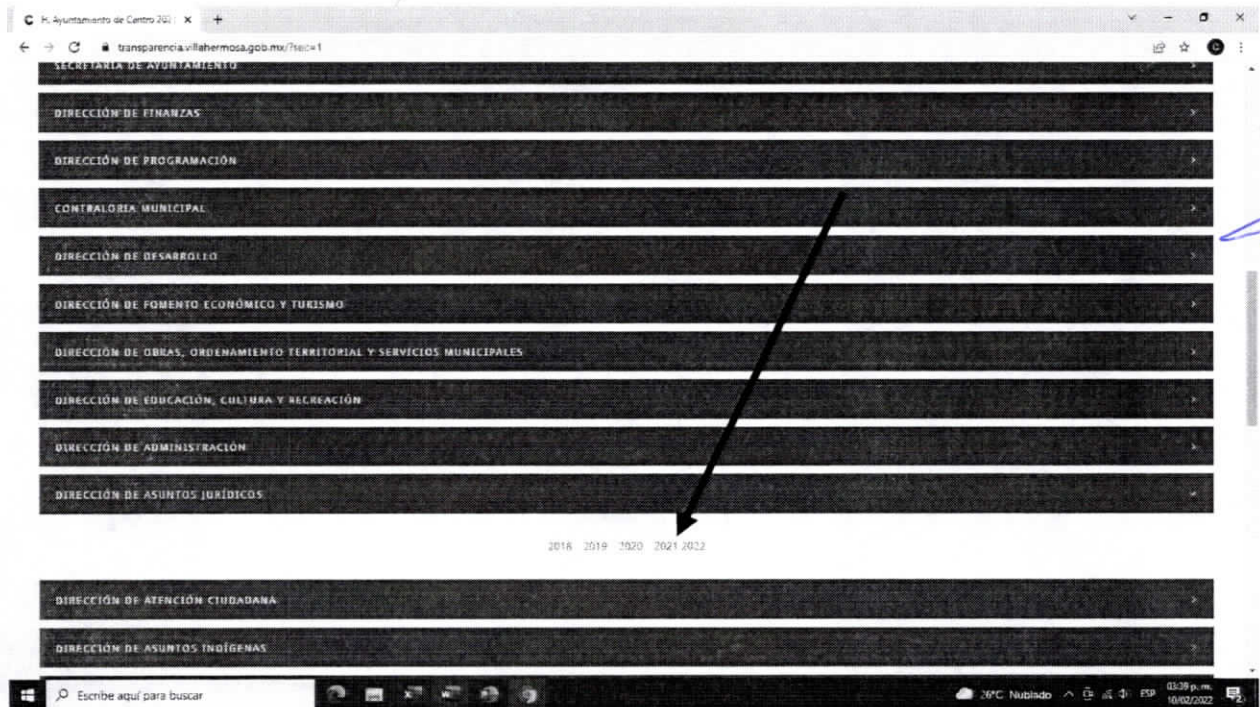 H. Ayuntamiento de Centro 202
transparencia.villahermosa.gob.mx/?sec=1
SECRETARÍA DE AYUNTAMIENTO
DIRECCIÓN DE FINANZAS
DIRECCIÓN DE PROGRAMACIÓN
CONTRALORIA MUNICIPAL
DIRECCIÓN DE DESARROLLO
DIRECCIÓN DE FOMENTO ECONÓMICO Y TURISMO
DIRECCIÓN DE OBRAS, ORDENAMIENTO TERRITORIAL Y SERVICIOS MUNICIPALES
DIRECCIÓN DE EDUCACIÓN, CULTURA Y RECREACIÓN
DIRECCIÓN DE ADMINISTRACIÓN
DIRECCIÓN DE ASUNTOS JURÍDICOS
2018 2019 2020 2021 2022
DIRECCIÓN DE ATENCIÓN CIUDADANA
DIRECCIÓN DE ASUNTOS INDÍGENAS
Escribe aquí para buscar
26°C Nublado
ESP
03:39 p. m.
10/02/2022